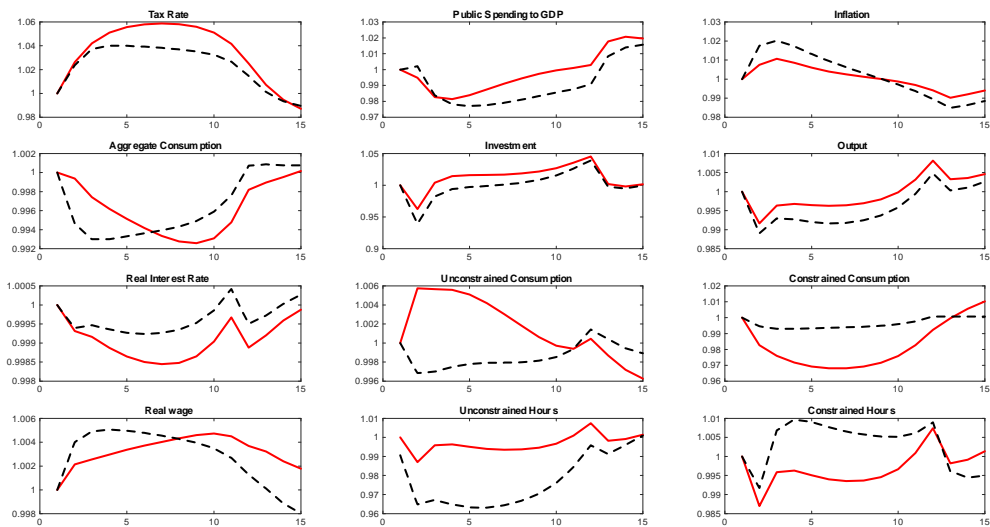 Tax Rate
1.06
1.04
1.02
1
0.98
0 5 10 15
Public Spending to GDP
1.03
1.02
1.01
1
0.99
0.98
0.97
0 5 10 15
Inflation
1.03
1.02
1.01
1
0.99
0.98
0 5 10 15
Aggregate Consumption
1.002
1
0.998
0.996
0.994
0.992
0 5 10 15
Investment
1.05
1
0.95
0.9
0 5 10 15
Output
1.01
1.005
1
0.995
0.99
0.985
0 5 10 15
Real Interest Rate
1.0005
1
0.9995
0.999
0.9985
0.998
0 5 10 15
Unconstrained Consumption
1.006
1.004
1.002
1
0.998
0.996
0 5 10 15
Constrained Consumption
1.02
1.01
1
0.99
0.98
0.97
0.96
0 5 10 15
Real wage
1.006
1.004
1.002
1
0.998
0 5 10 15
Unconstrained Hours
1.01
1
0.99
0.98
0.97
0.96
0 5 10 15
Constrained Hours
1.01
1.005
1
0.995
0.99
0.985
0 5 10 15